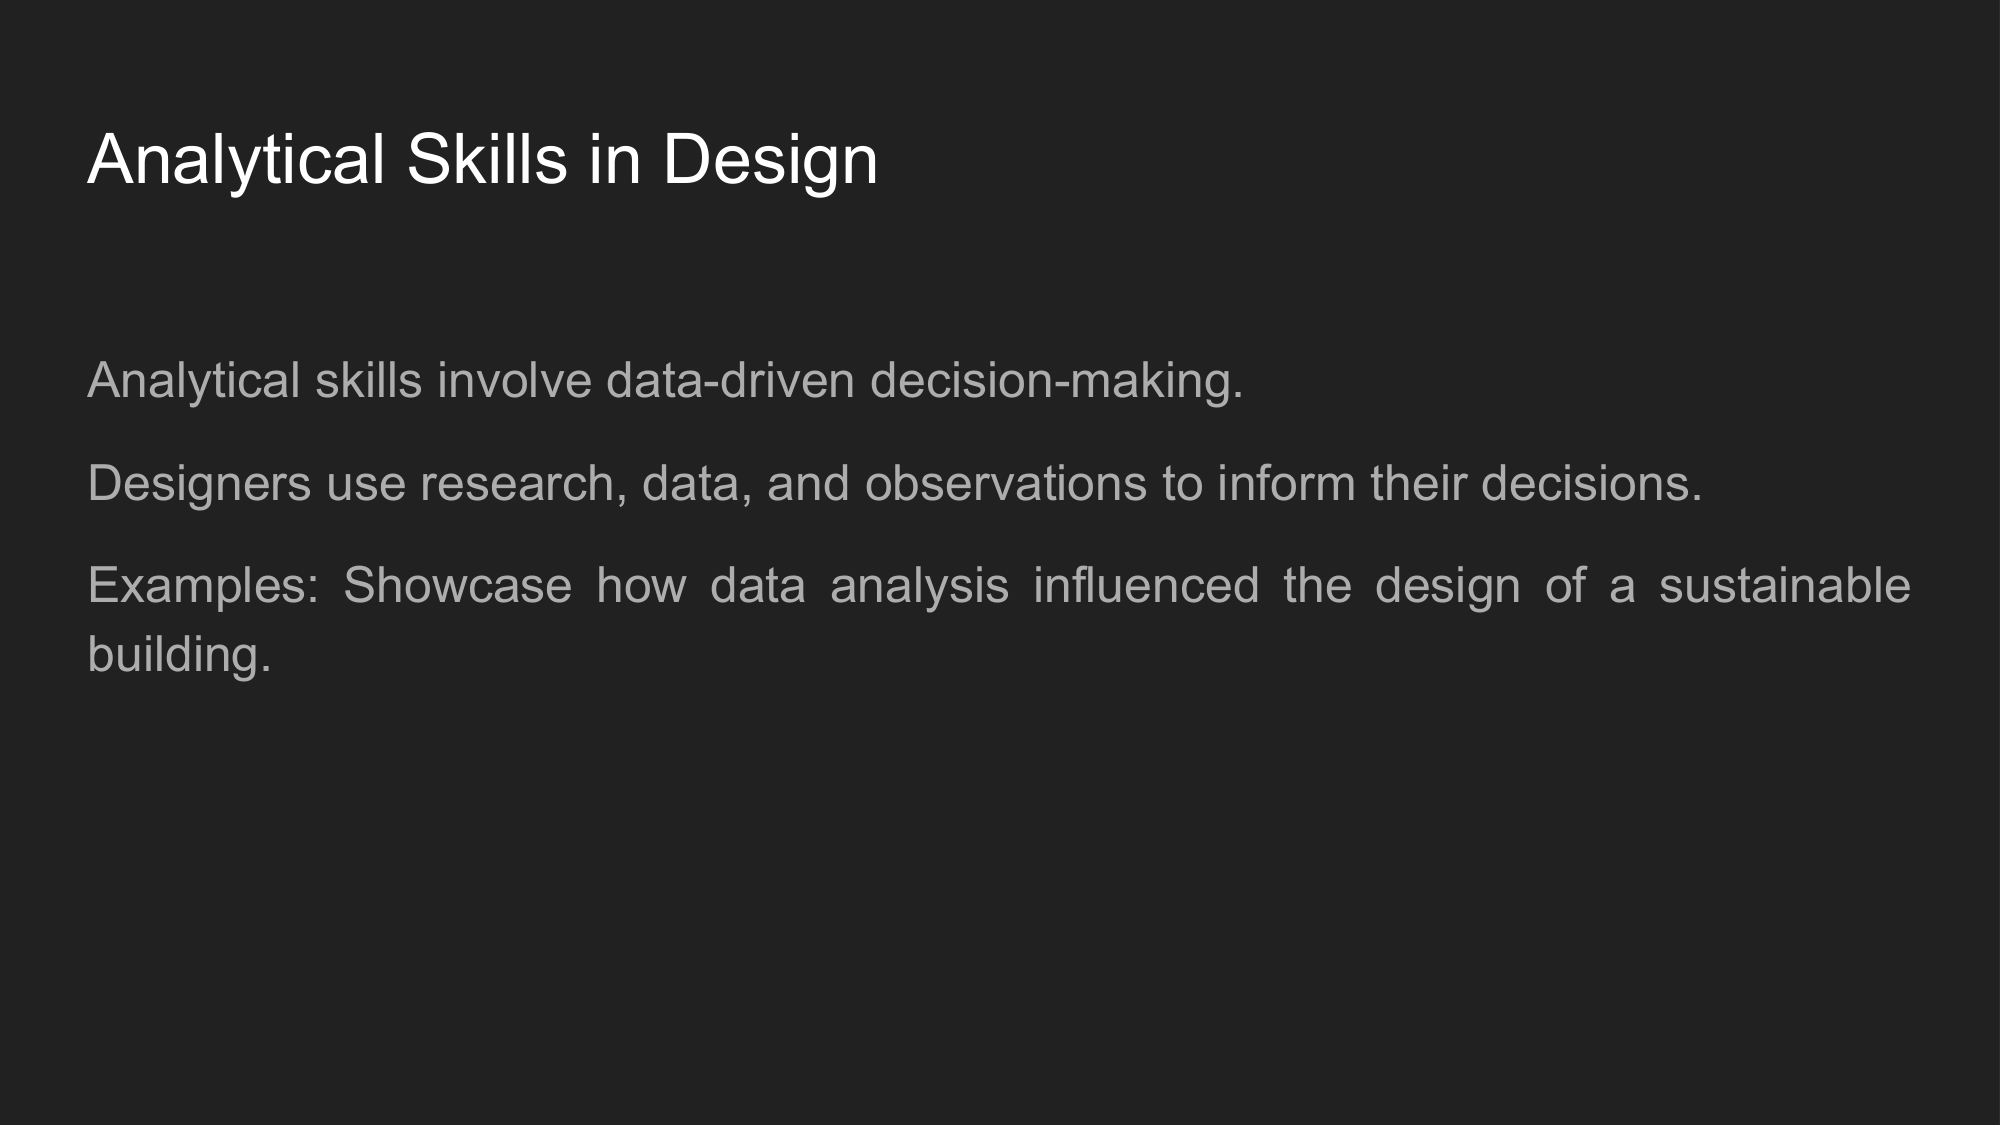 Analytical Skills in Design
Analytical skills involve data-driven decision-making.
Designers use research, data, and observations to inform their decisions.
Examples: Showcase how data analysis influenced the design of a sustainable
building.